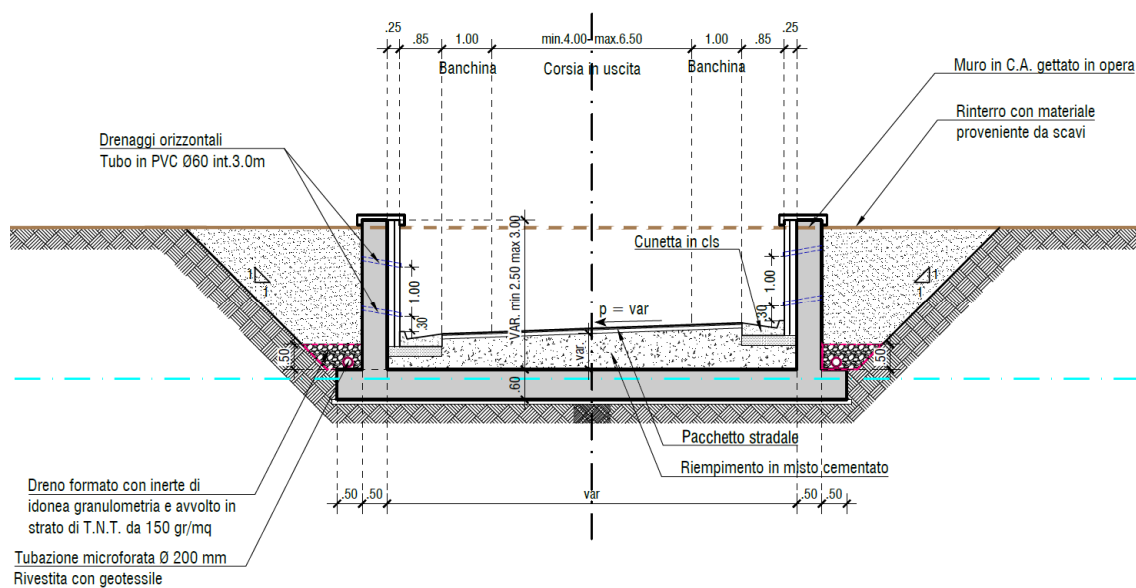 .25 .25
.85 1.00 min.4.00 max.6.50 1.00 .85
Banchina Corsia in uscita Banchina
Muro in C.A. gettato in opera
Rinterro con materiale
proveniente da scavi
Drenaggi orizzontali
Tubo in PVC Ø60 int.3.0m
Cunetta in cls
VAR. min 2.50 max 3.00
1 1
1 1
1.00 1.00
.30 .30
p = var
var
.50 .50
.60
Pacchetto stradale
Riempimento in misto cementato
Dreno formato con inerte di
idonea granulometria e avvolto in
strato di T.N.T. da 150 gr/mq
.50 .50 var .50 .50
Tubazione microforata Ø 200 mm
Rivestita con geotessile